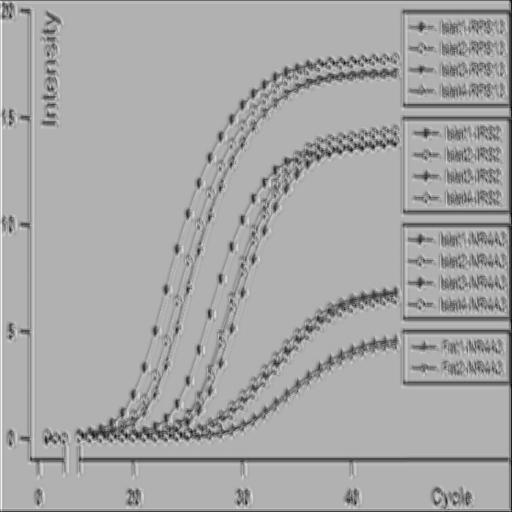 20
Intensity
15
10
5
0
0 20 30 40 Cycle
Islet1-RPS13
Islet2-RPS13
Islet3-RPS13
Islet4-RPS13
Islet1-IRS2
Islet2-IRS2
Islet3-IRS2
Islet4-IRS2
Islet1-NR4A3
Islet2-NR4A3
Islet3-NR4A3
Islet4-NR4A3
Fat1-NR4A3
Fat2-NR4A3